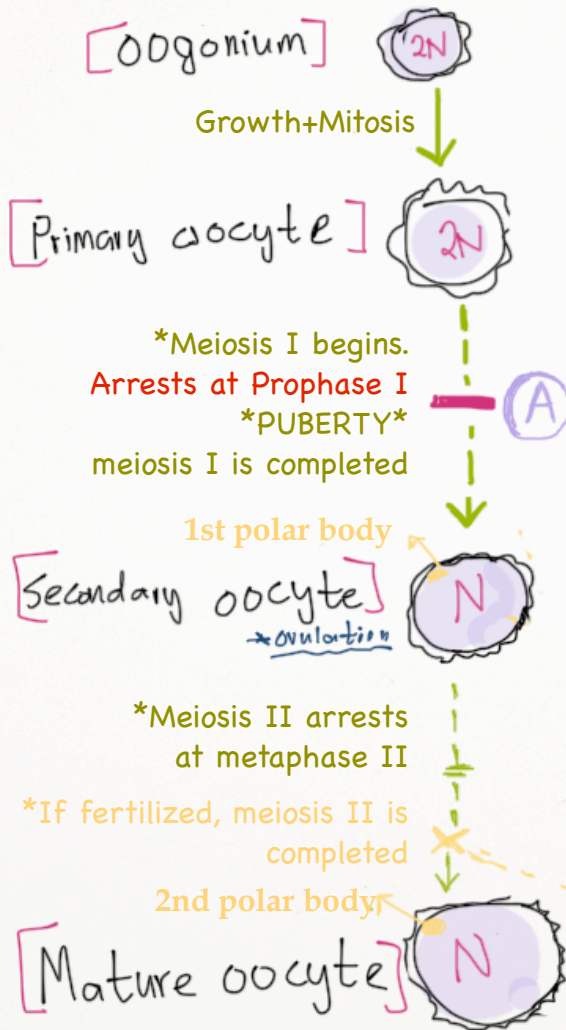 [oogonium]
2N
Growth+Mitosis
[Primary oocyte]
2N
*Meiosis I begins.
Arrests at Prophase I
A
*PUBERTY*
meiosis I is completed
1st polar body
[Secondary oocyte]
N
*ovulation
*Meiosis II arrests
at metaphase II
*If fertilized, meiosis II is
completed
2nd polar body
[Mature oocyte]
N